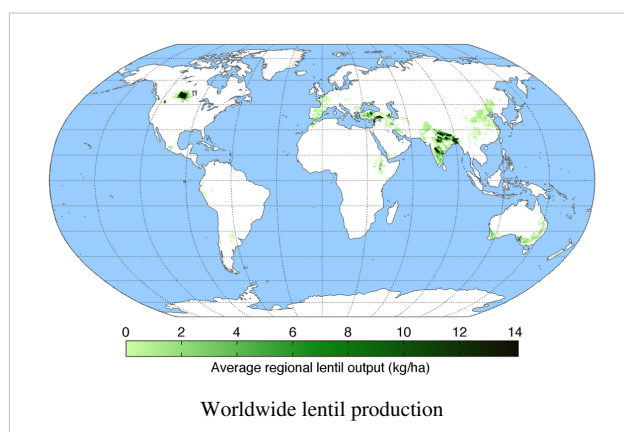 0 2 4 6 8 10 12 14
Average regional lentil output (kg/ha)
Worldwide lentil production